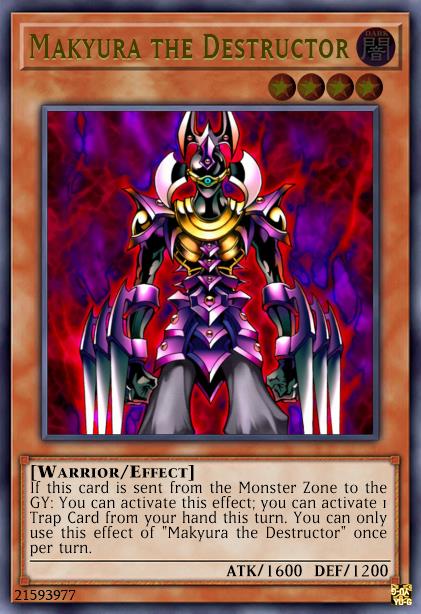 MAKYURA THE DESTRUCTOR
DARK
闇
[WARRIOR/EFFECT]
If this card is sent from the Monster Zone to the
GY: You can activate this effect; you can activate 1
Trap Card from your hand this turn. You can only
use this effect of "Makyura the Destructor" once
per turn.
ATK/1600 DEF/1200
21593977